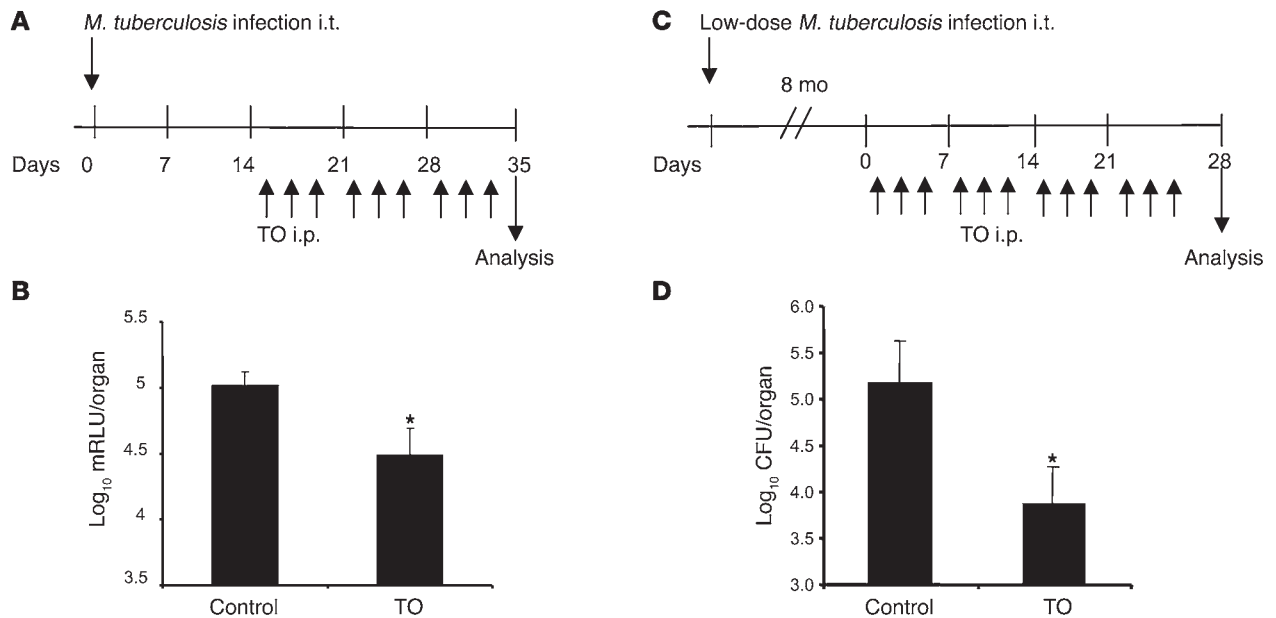 A
M. tuberculosis infection i.t.
Days 0 7 14 21 28 35
TO i.p.
Analysis
C
Low-dose M. tuberculosis infection i.t.
8 mo
Days 0 7 14 21 28
TO i.p.
Analysis
B
Log10 mRLU/organ
5.5
5
4.5
4
3.5
*
Control TO
D
Log10 CFU/organ
6.0
5.5
5.0
4.5
4.0
3.5
3.0
*
Control TO